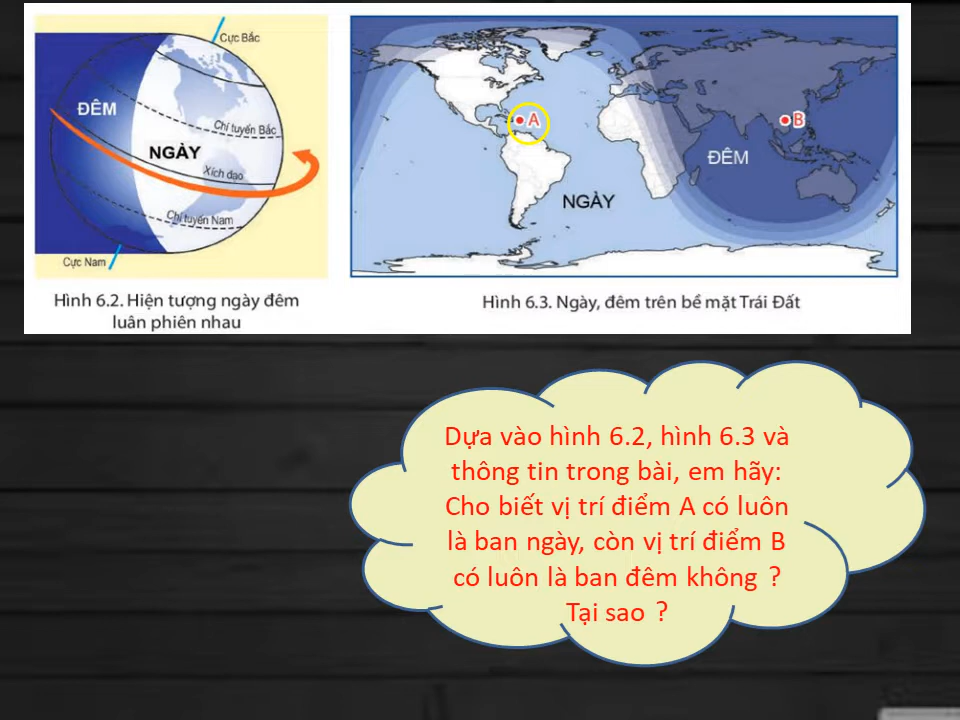 Cực Bắc
ĐÊM
Chí tuyến Bắc
NGÀY
Xích đạo
Chí tuyến Nam
Cực Nam
Hình 6.2. Hiện tượng ngày đêm
luân phiên nhau
A
B
ĐÊM
NGÀY
Hình 6.3. Ngày, đêm trên bề mặt Trái Đất
Dựa vào hình 6.2, hình 6.3 và
thông tin trong bài, em hãy:
Cho biết vị trí điểm A có luôn
là ban ngày, còn vị trí điểm B
có luôn là ban đêm không ?
Tại sao ?